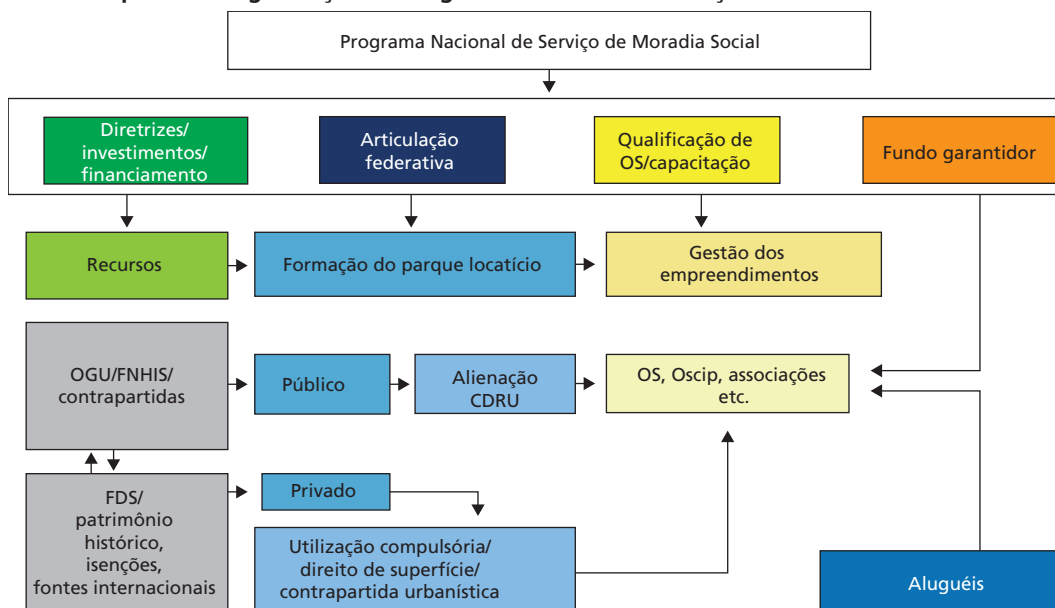 Programa Nacional de Serviço de Moradia Social
Diretrizes/
investimentos/
financiamento
Articulação
federativa
Qualificação de
OS/capacitação
Fundo garantidor
Recursos
Formação do parque locatício
Gestão dos
empreendimentos
OGU/FNHIS/
contrapartidas
Público
Alienação
CDRU
OS, Oscip, associações
etc.
FDS/
patrimônio
histórico,
isenções,
fontes internacionais
Privado
Utilização compulsória/
direito de superfície/
contrapartida urbanística
Aluguéis